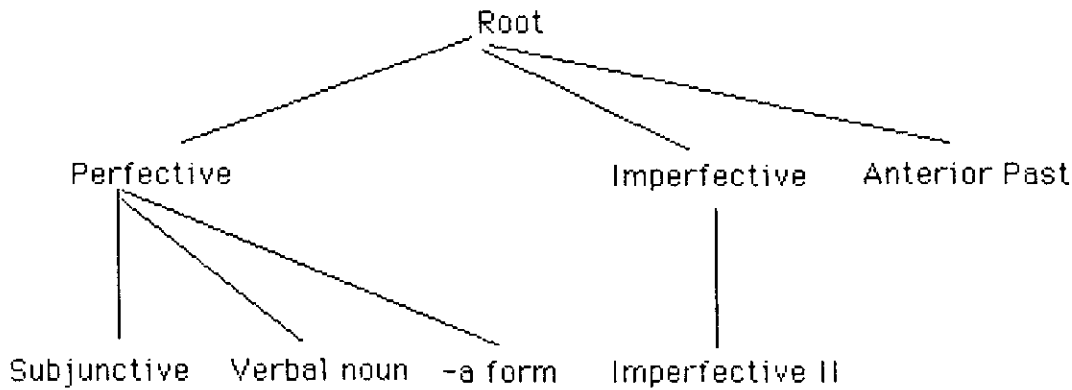 Root
Perfective Imperfective Anterior Past
Subjunctive Verbal noun -a form Imperfective II